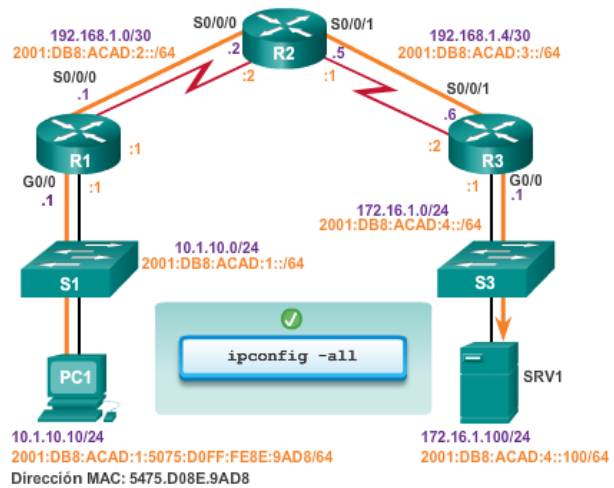 S0/0/0
S0/0/1
192.168.1.0/30
2001:DB8:ACAD:2::/64
192.168.1.4/30
2001:DB8:ACAD:3::/64
.2
R2
.5
:2
:1
S0/0/0
.1
S0/0/1
.6
R1
:1
:2
R3
G0/0
.1
:1
:1
G0/0
.1
172.16.1.0/24
2001:DB8:ACAD:4::/64
10.1.10.0/24
2001:DB8:ACAD:1::/64
S1
S3
ipconfig -all
PC1
SRV1
10.1.10.10/24
2001:DB8:ACAD:1:5075:D0FF:FE8E:9AD8/64
Dirección MAC: 5475.D08E.9AD8
172.16.1.100/24
2001:DB8:ACAD:4::100/64